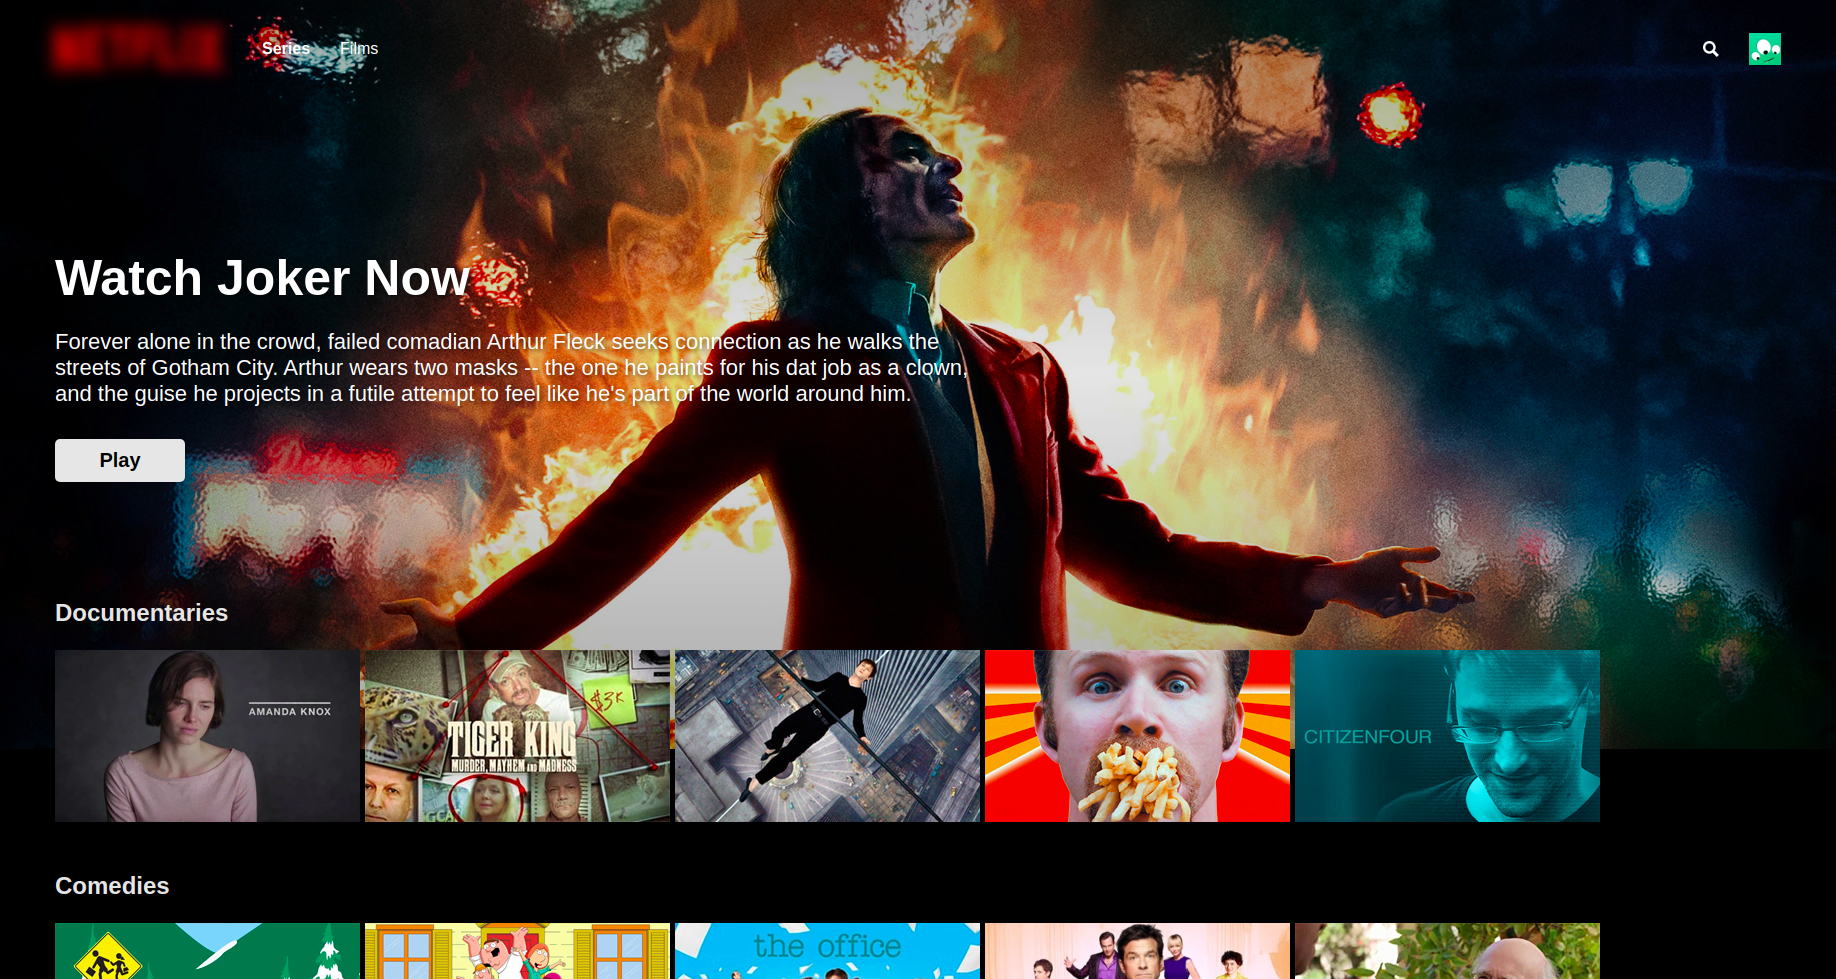 Series
Films
Watch Joker Now
Forever alone in the crowd, failed comadian Arthur Fleck seeks connection as he walks the
streets of Gotham City. Arthur wears two masks -- the one he paints for his dat job as a clown,
and the guise he projects in a futile attempt to feel like he's part of the world around him.
Play
Documentaries
AMANDA KNOX
$3K
TIGER KING
MURDER, MAYHEM AND MADNESS
CITIZENFOUR
Comedies
the office